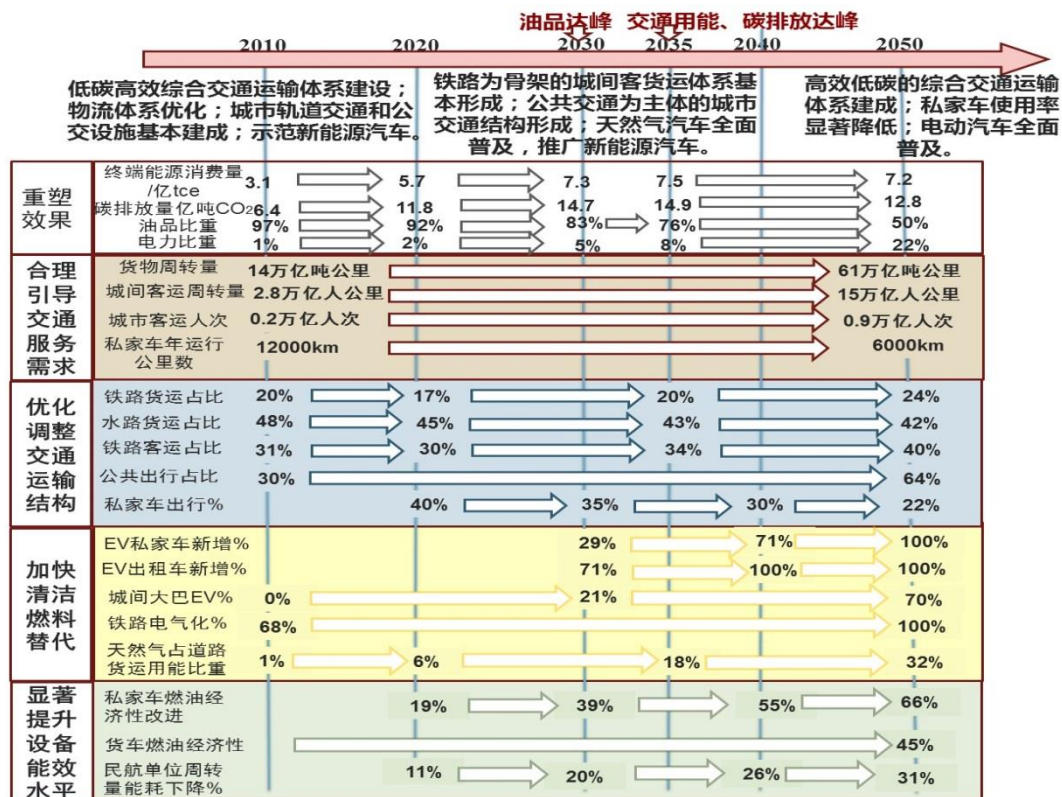 油品达峰 交通用能、碳排放达峰
2010 2020 2030 2035 2040 2050
低碳高效综合交通运输体系建设；
物流体系优化；城市轨道交通和公
交设施基本建成；示范新能源汽车。
铁路为骨架的城间客货运体系基
本形成；公共交通为主体的城市
交通结构形成；天然气汽车全面
普及，推广新能源汽车。
高效低碳的综合交通运输
体系建成；私家车使用率
显著降低；电动汽车全面
普及。
重塑
效果
终端能源消费量
/亿tce
3.1 5.7 7.3 7.5 7.2
碳排放量亿吨CO2
6.4 11.8 14.7 14.9 12.8
油品比重 97% 92% 83% 76% 50%
电力比重 1% 2% 5% 8% 22%
合理
引导
交通
服务
需求
货物周转量 14万亿吨公里 61万亿吨公里
城间客运周转量 2.8万亿人公里 15万亿人公里
城市客运人次 0.2万亿人次 0.9万亿人次
私家车年运行
公里数
12000km 6000km
优化
调整
交通
运输
结构
铁路货运占比 20% 17% 20% 24%
水路货运占比 48% 45% 43% 42%
铁路客运占比 31% 30% 34% 40%
公共出行占比 30% 64%
私家车出行% 40% 35% 30% 22%
加快
清洁
燃料
替代
EV私家车新增% 29% 71% 100%
EV出租车新增% 71% 100% 100%
城间大巴EV% 0% 21% 70%
铁路电气化% 68% 100%
天然气占道路
货运用能比重
1% 6% 18% 32%
显著
提升
设备
能效
水平
私家车燃油经
济性改进
19% 39% 55% 66%
货车燃油经济性 45%
民航单位周转
量能耗下降%
11% 20% 26% 31%